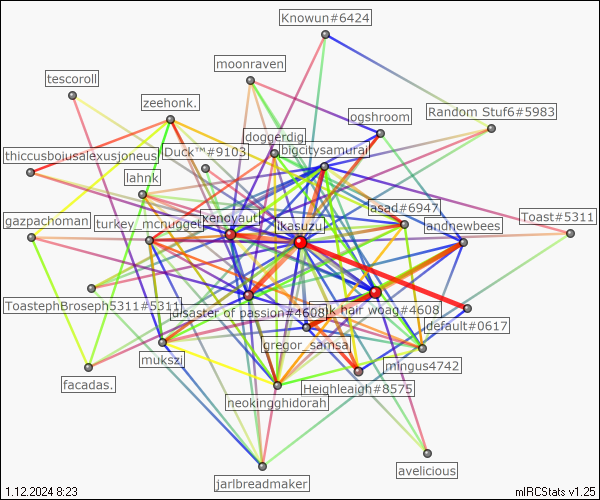 Knowun#6424
moonraven
tescoroll
zeehonk.
ogshroom
Random Stuf6#5983
doggerdig
bigcitysamurai
Duck™#9103
thiccusboiusalexusjoneus
lahnk
asad#6947
xenoyaut
ikasuzu
Toast#5311
gazpachoman
turkey_mcnugget
andnewbees
ToastephBroseph5311#5311
disaster of passion#4608
hair woag#4608
default#0617
gregor_samsa
mukszi
mingus4742
facadas.
Heighleaigh#8575
neokingghidorah
avelicious
jarlbreadmaker
1.12.2024 8:23
mIRCStats v1.25